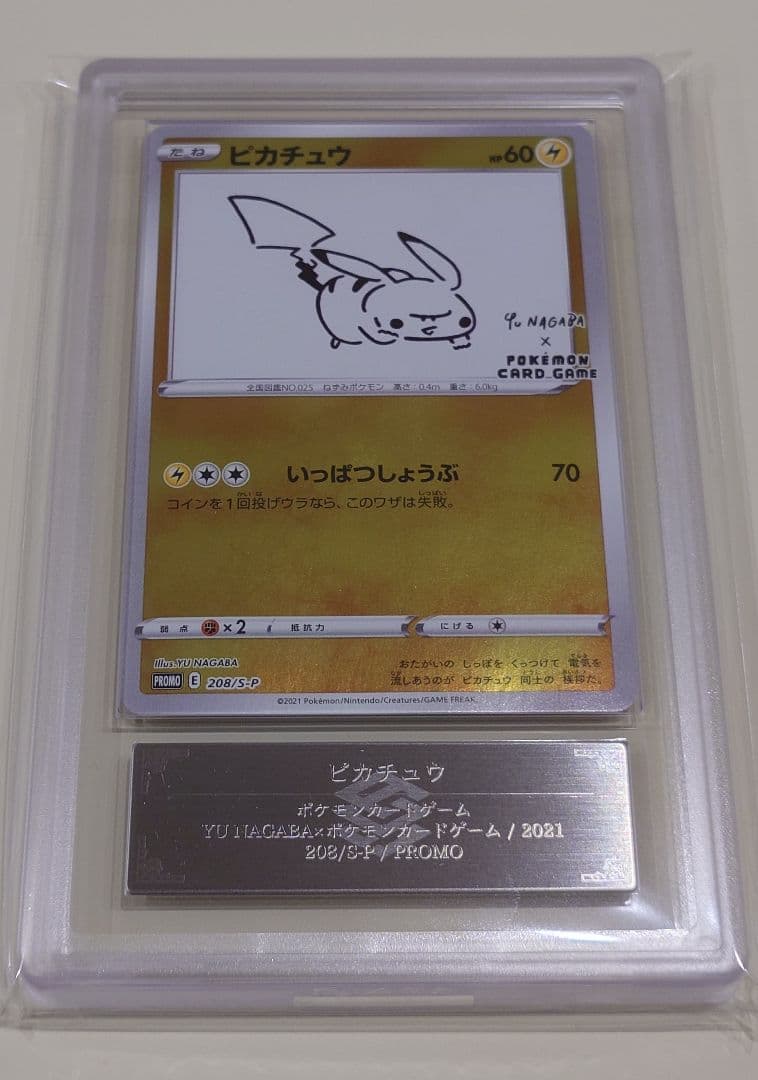 たね ピカチュウ HP60
Yu NAGABA
×
POKÉMON
CARD GAME
全国図鑑NO.025 ねずみポケモン 高さ:0.4m 重さ:6.0kg
いっぱつしょうぶ 70
コインを1回投げウラなら、このワザは失敗。
弱点 ×2 抵抗力 にげる
Illus.YU NAGABA
PROMO E 208/S-P
おたがいの しっぽを くっつけて 電気を
流しあうのが ピカチュウ 同士の 挨拶だ。
©2021 Pokémon/Nintendo/Creatures/GAME FREAK.
ピカチュウ
ポケモンカードゲーム
YU NAGABA×ポケモンカードゲーム / 2021
208/S-P / PROMO